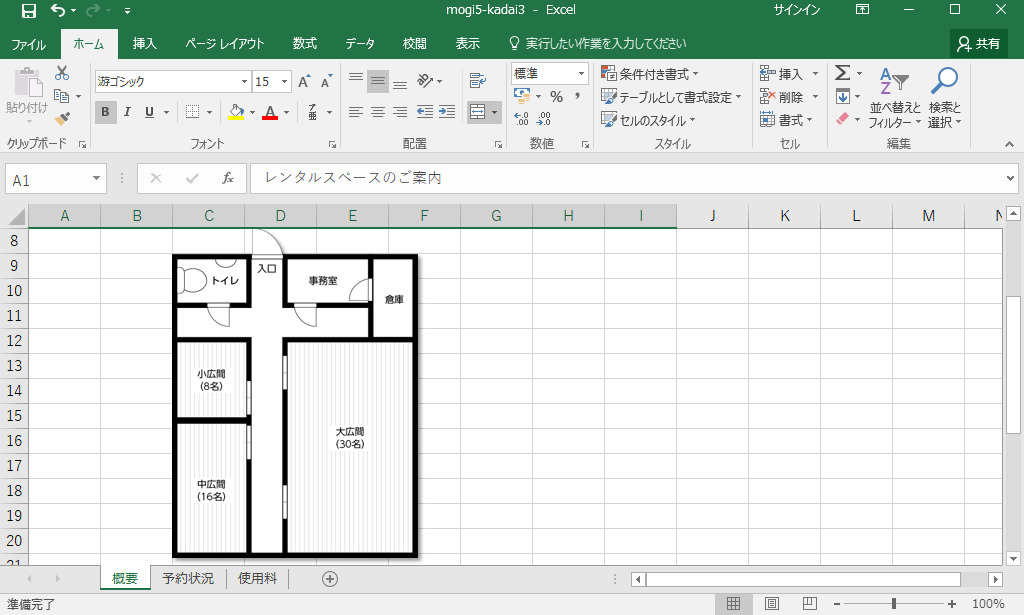 mogi5-kadai3 - Excel
サインイン
ファイル ホーム 挿入 ページ レイアウト 数式 データ 校閲 表示 実行したい作業を入力してください 共有
貼り付け
游ゴシック 15 A A
B I U A
標準
% ,
条件付き書式
テーブルとして書式設定
セルのスタイル
挿入
削除
書式
並べ替えと
フィルター
検索と
選択
クリップボード フォント 配置 数値 スタイル セル 編集
A1 fx レンタルスペースのご案内
A B C D E F G H I J K L M N
8
9
10
11
12
13
14
15
16
17
18
19
20
21
トイレ
入口
事務室
倉庫
小広間
(8名)
大広間
(30名)
中広間
(16名)
概要 予約状況 使用料
準備完了 100%